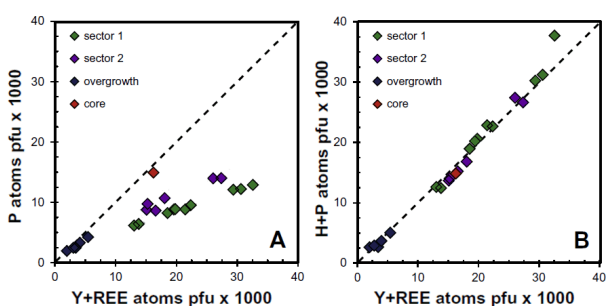 40
30
20
10
0
P atoms pfu x 1000
sector 1
sector 2
overgrowth
core
A
0 10 20 30 40
Y+REE atoms pfu x 1000
40
30
20
10
0
H+P atoms pfu x 1000
sector 1
sector 2
overgrowth
core
B
0 10 20 30 40
Y+REE atoms pfu x 1000